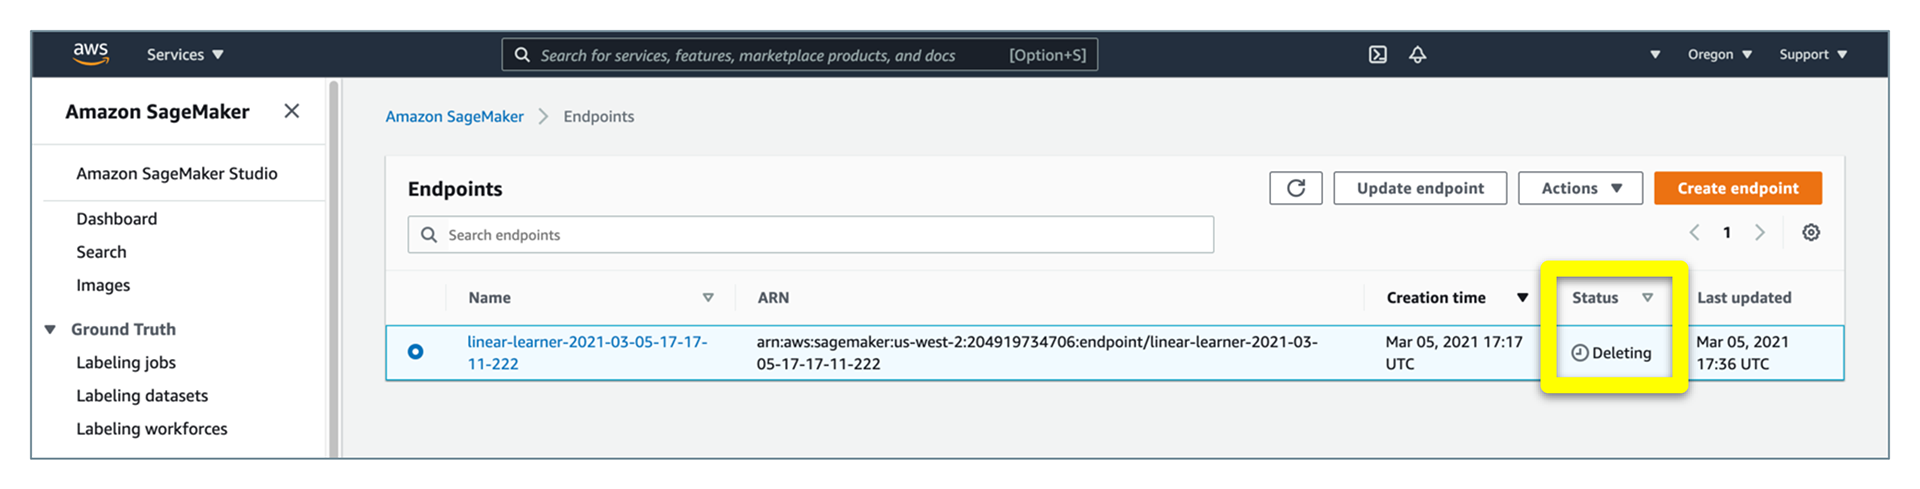 aws Services Search for services, features, marketplace products, and docs [Option+S] Oregon Support
Amazon SageMaker
Amazon SageMaker Studio
Dashboard
Search
Images
Ground Truth
Labeling jobs
Labeling datasets
Labeling workforces
Amazon SageMaker Endpoints
Endpoints Update endpoint Actions Create endpoint
Search endpoints 1
Name ARN Creation time Status Last updated
linear-learner-2021-03-05-17-17- arn:aws:sagemaker:us-west-2:204919734706:endpoint/linear-learner-2021-03- Mar 05, 2021 17:17 Deleting Mar 05, 2021
11-222 05-17-17-11-222 UTC 17:36 UTC